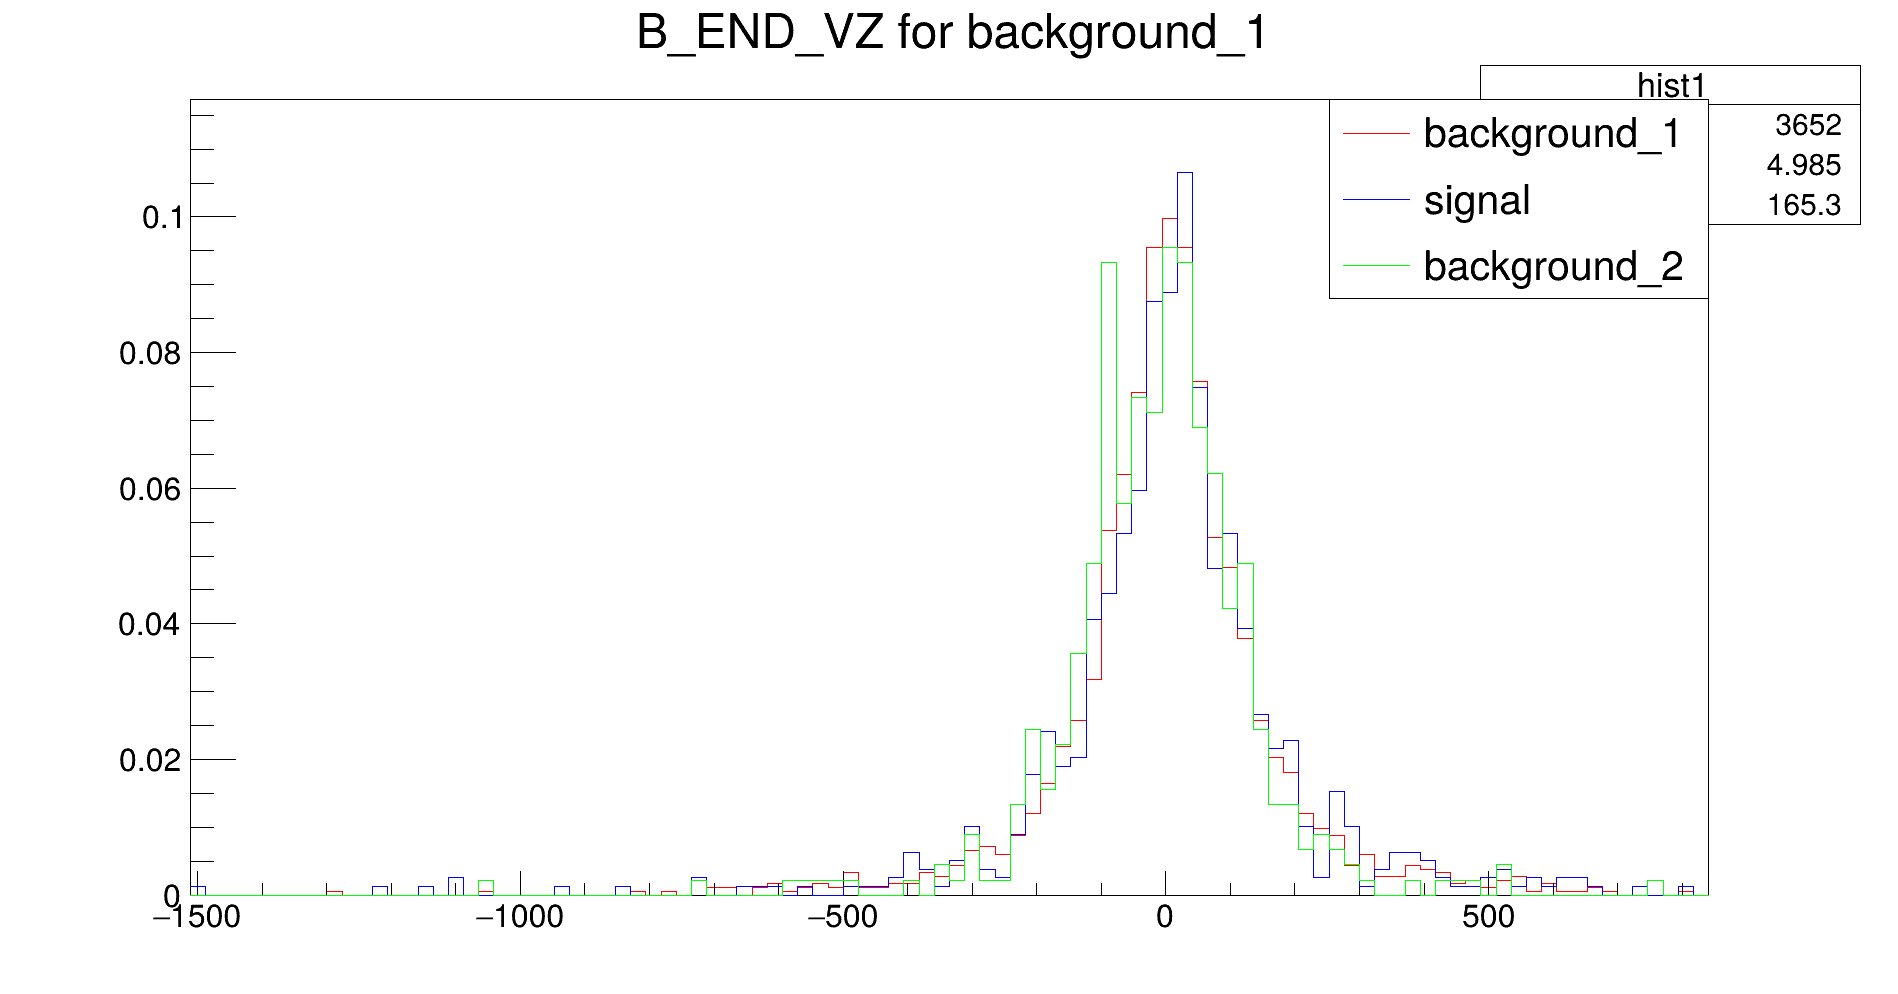 B_END_VZ for background_1
hist1
3652
4.985
165.3
background_1
signal
background_2
0.1
0.08
0.06
0.04
0.02
0
−1500 −1000 −500 0 500